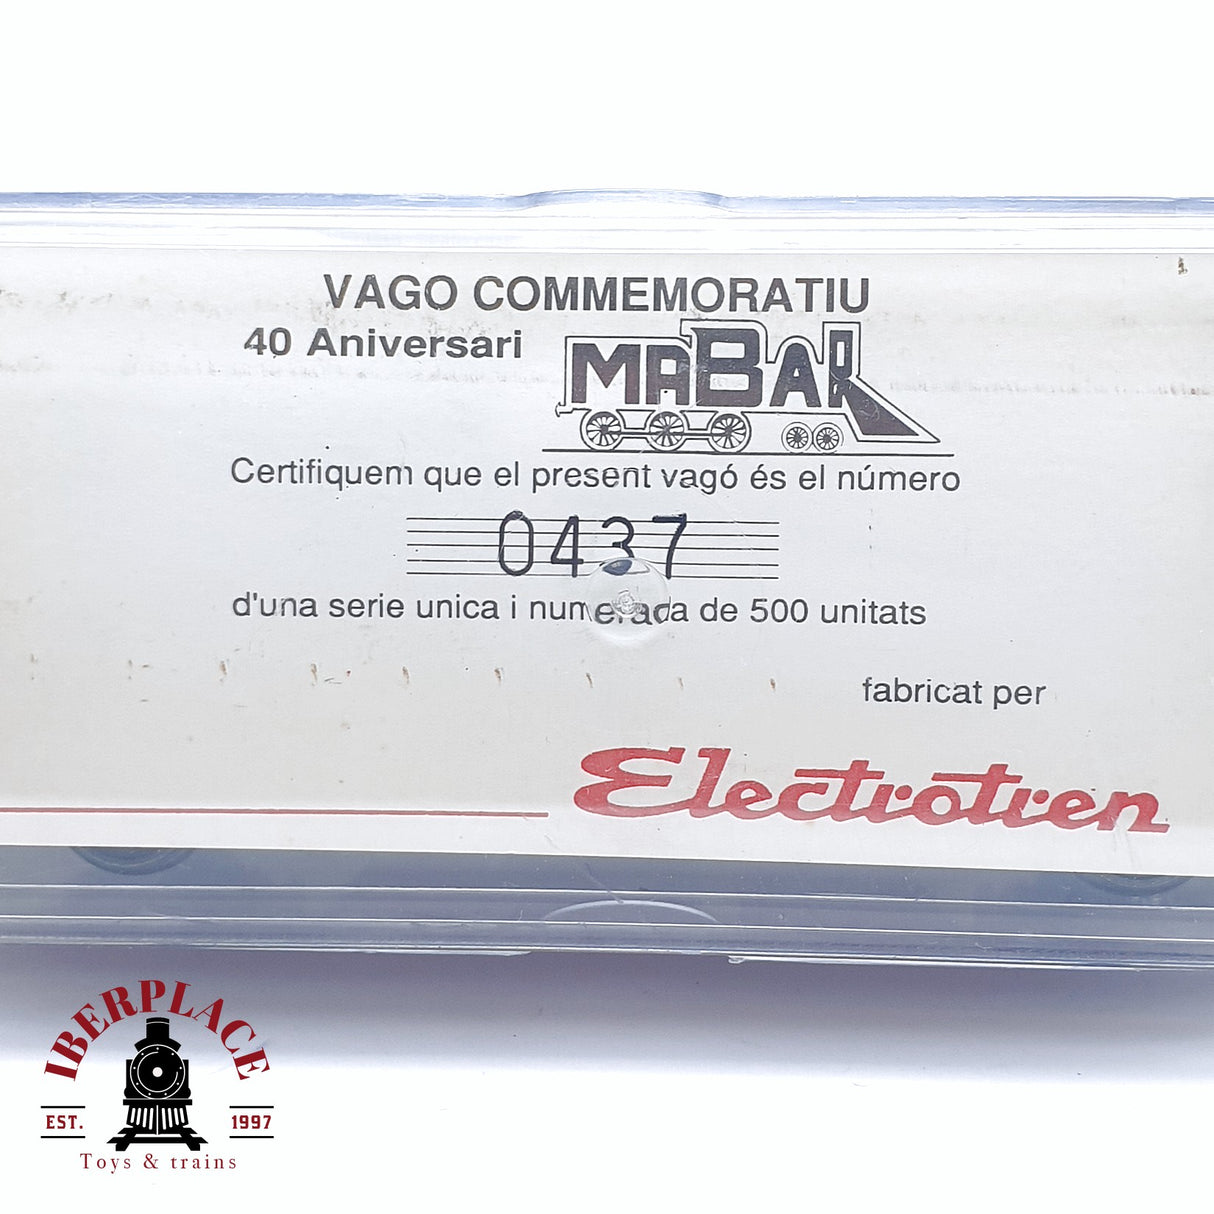 VAGO COMMEMORATIU
40 Aniversari MABAR
Certifiquem que el present vagó és el número
0437
d'una serie unica i numerada de 500 unitats
fabricat per
Electrotren
IBERPLACE
EST. 1997
Toys & trains